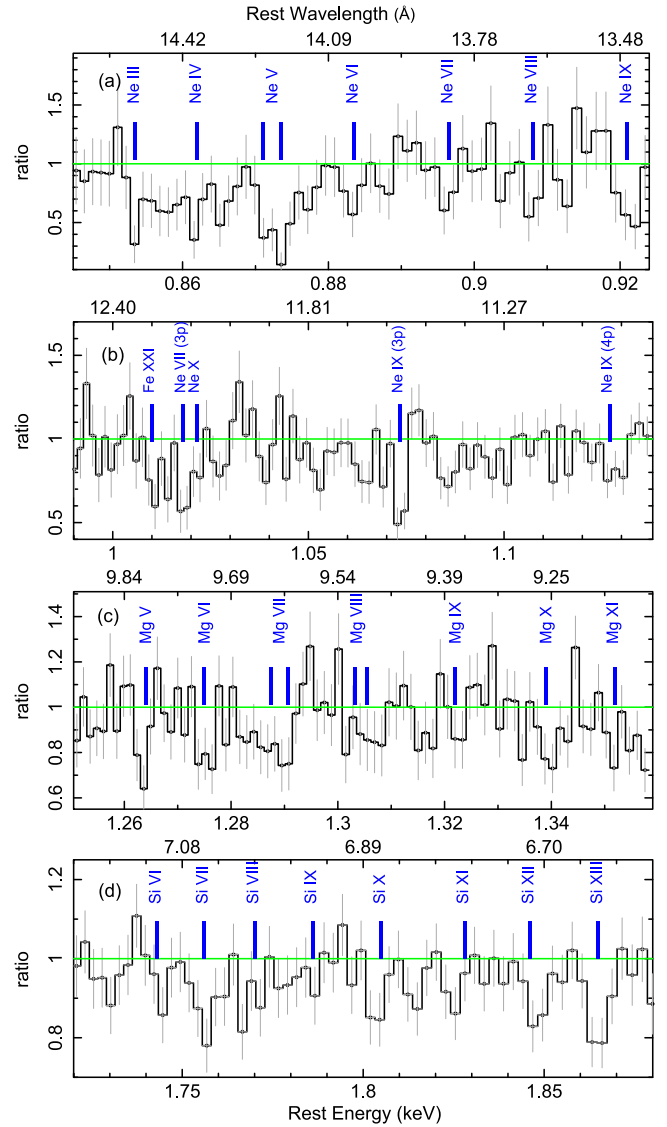 Rest Wavelength (Å)
14.42 14.09 13.78 13.48
(a)
Ne III Ne IV Ne V Ne VI Ne VII Ne VIII Ne IX
ratio
0.5 1 1.5
0.86 0.88 0.9 0.92
12.40 11.81 11.27
(b)
Fe XXI Ne VII (3p) Ne X Ne IX (3p) Ne IX (4p)
ratio
0.5 1 1.5
1 1.05 1.1
9.84 9.69 9.54 9.39 9.25
(c)
Mg V Mg VI Mg VII Mg VIII Mg IX Mg X Mg XI
ratio
0.6 0.8 1 1.2 1.4
1.26 1.28 1.3 1.32 1.34
7.08 6.89 6.70
(d)
Si VI Si VII Si VIII Si IX Si X Si XI Si XII Si XIII
ratio
0.8 1 1.2
1.75 1.8 1.85
Rest Energy (keV)